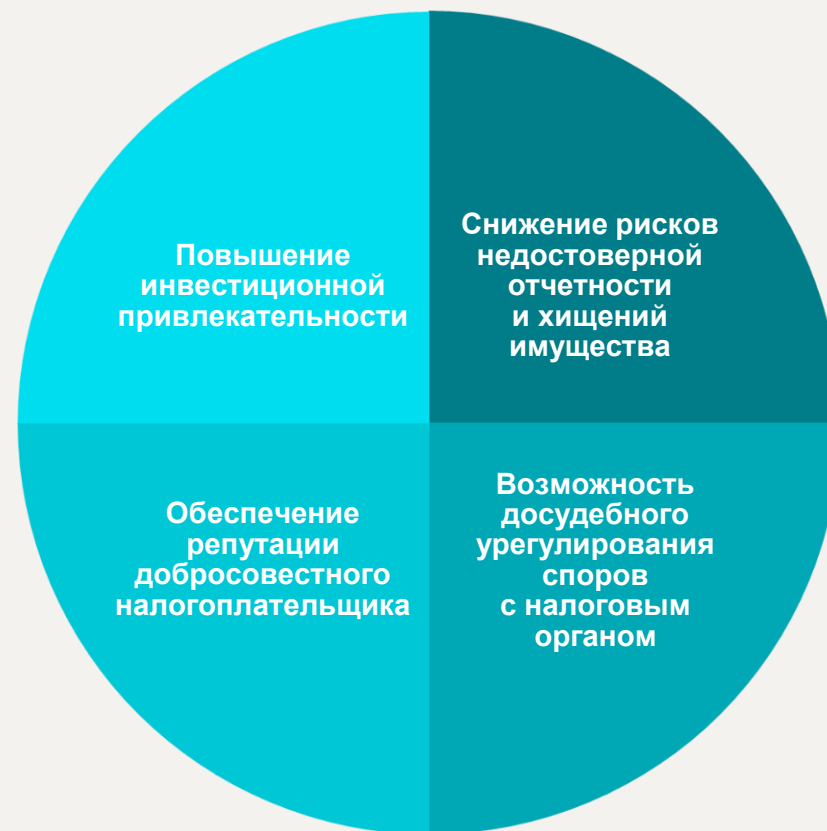 Повышение
инвестиционной
привлекательности
Снижение рисков
недостоверной
отчетности
и хищений
имущества
Обеспечение
репутации
добросовестного
налогоплательщика
Возможность
досудебного
урегулирования
споров
с налоговым
органом